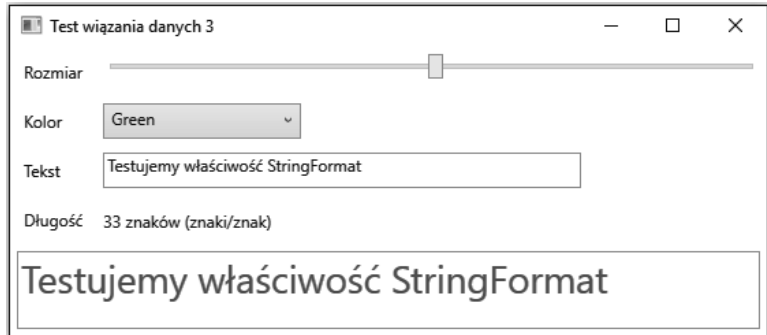 Test wiązania danych 3
Rozmiar
Kolor Green
Tekst Testujemy właściwość StringFormat
Długość 33 znaków (znaki/znak)
Testujemy właściwość StringFormat